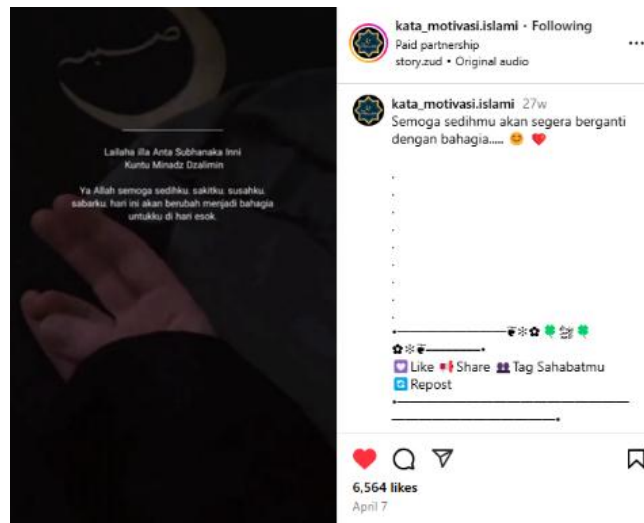 Lailaha illa Anta Subhanaka Inni
Kuntu Minadz Dzalimin
Ya Allah semoga sedihku, sakitku, susahku,
sabarku, hari ini akan berubah menjadi bahagia
untukku di hari esok.
kata_motivasi.islami • Following
Paid partnership
story.zud • Original audio
kata_motivasi.islami 27w
Semoga sedihmu akan segera berganti
dengan bahagia..... 😊 ❤️
.
.
.
.
.
.
.
.
.
Like Share Tag Sahabatmu
Repost
6,564 likes
April 7